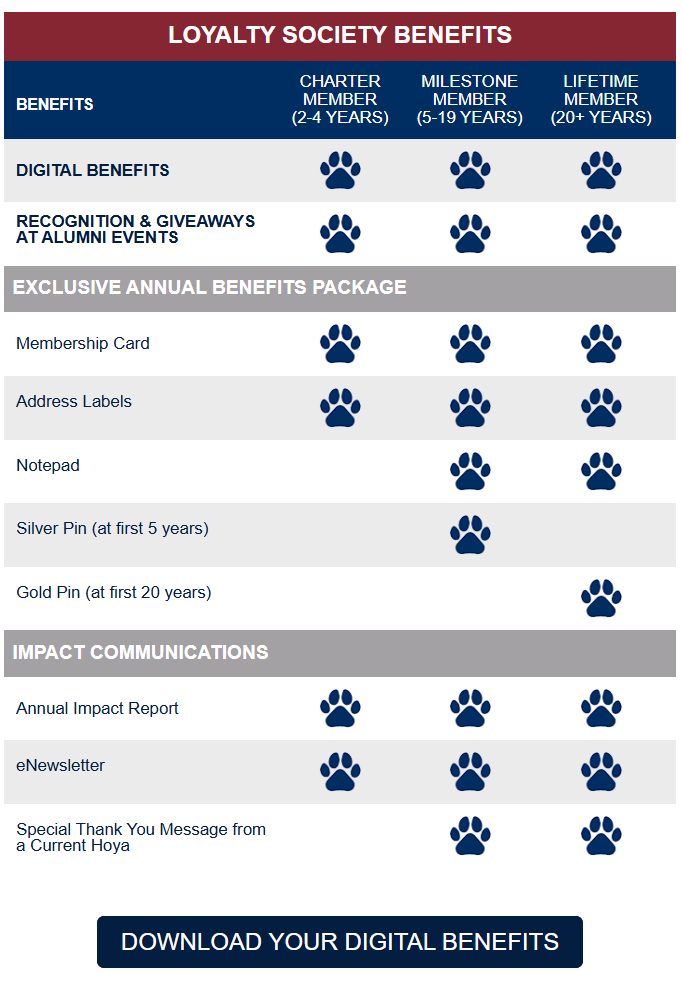 LOYALTY SOCIETY BENEFITS
BENEFITS
CHARTER
MEMBER
(2-4 YEARS)
MILESTONE
MEMBER
(5-19 YEARS)
LIFETIME
MEMBER
(20+ YEARS)
DIGITAL BENEFITS
RECOGNITION & GIVEAWAYS
AT ALUMNI EVENTS
EXCLUSIVE ANNUAL BENEFITS PACKAGE
Membership Card
Address Labels
Notepad
Silver Pin (at first 5 years)
Gold Pin (at first 20 years)
IMPACT COMMUNICATIONS
Annual Impact Report
eNewsletter
Special Thank You Message from
a Current Hoya
DOWNLOAD YOUR DIGITAL BENEFITS